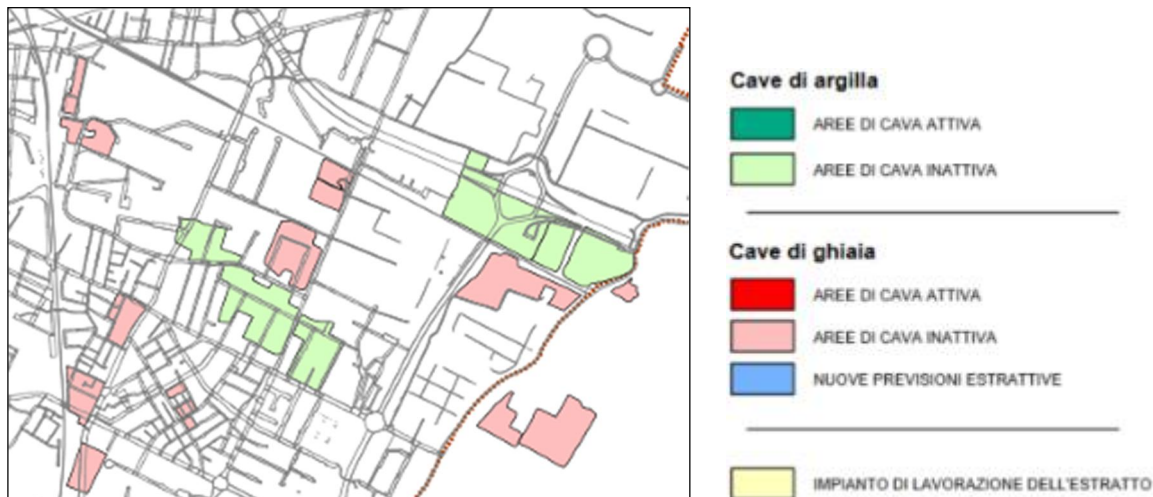 Cave di argilla
AREE DI CAVA ATTIVA
AREE DI CAVA INATTIVA
Cave di ghiaia
AREE DI CAVA ATTIVA
AREE DI CAVA INATTIVA
NUOVE PREVISIONI ESTRATTIVE
IMPIANTO DI LAVORAZIONE DELL'ESTRATTO